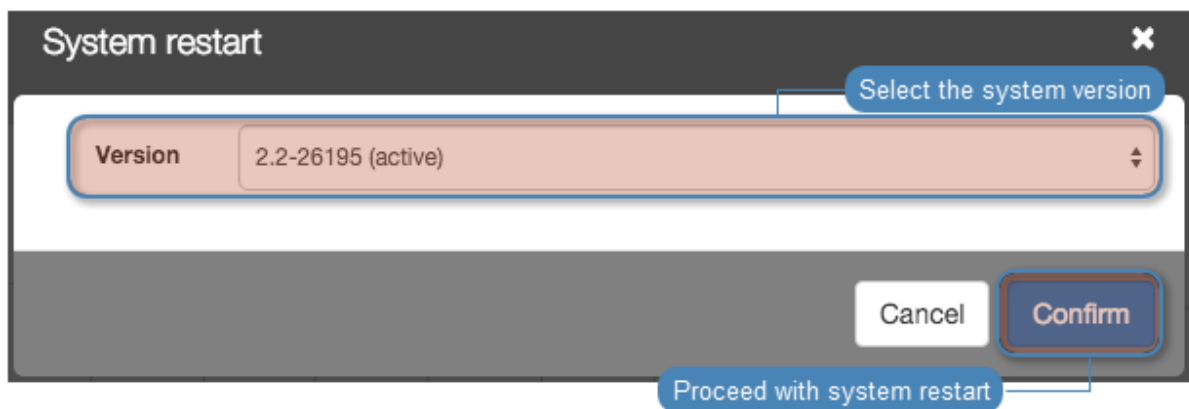 System restart
Select the system version
Version 2.2-26195 (active)
Cancel Confirm
Proceed with system restart